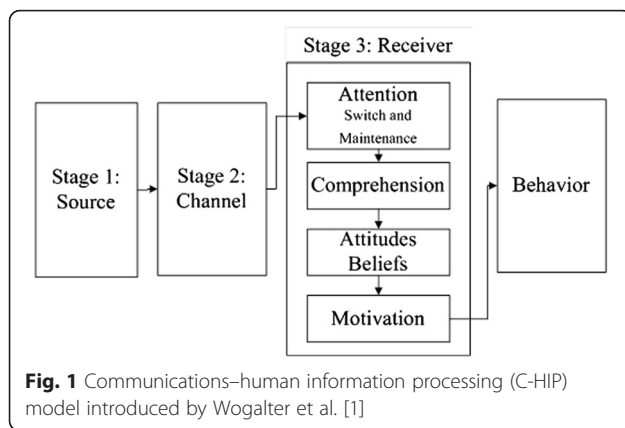 Stage 3: Receiver
Stage 1:
Source
Stage 2:
Channel
Attention
Switch and
Maintenance
Comprehension
Attitudes
Beliefs
Motivation
Behavior
Fig. 1 Communications–human information processing (C-HIP)
model introduced by Wogalter et al. [1]